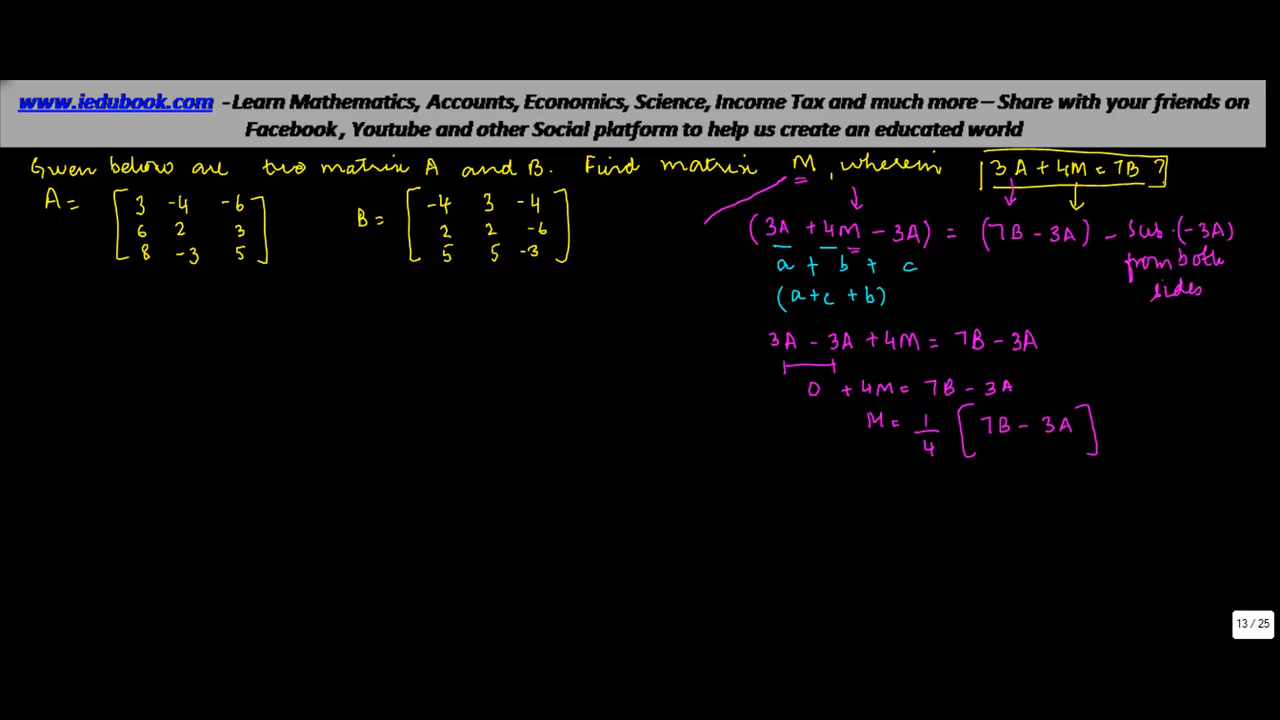 www.iedubook.com - Learn Mathematics, Accounts, Economics, Science, Income Tax and much more – Share with your friends on
Facebook, Youtube and other Social platform to help us create an educated world
Given below are two matrix A and B. Find matrix M, wherein 3A + 4M = 7B ?
A = [ 3 -4 -6
6 2 3
8 -3 5 ]
B = [ -4 3 -4
2 2 -6
5 5 -3 ]
(3A + 4M - 3A) = (7B - 3A) - Sub. (-3A)
from both
sides
a + b + c
(a+c+b)
3A - 3A + 4M = 7B - 3A
0 + 4M = 7B - 3A
M = 1/4 [ 7B - 3A ]
13 / 25